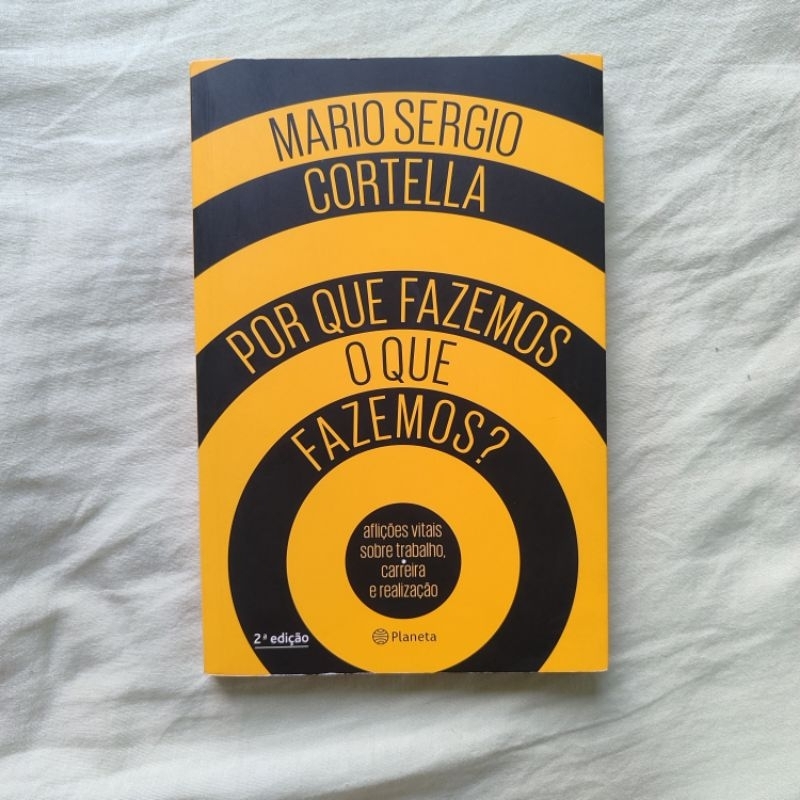 MARIO SERGIO
CORTELLA
POR QUE FAZEMOS
O QUE
FAZEMOS?
aflições vitais
sobre trabalho,
carreira
e realização
2ª edição
Planeta